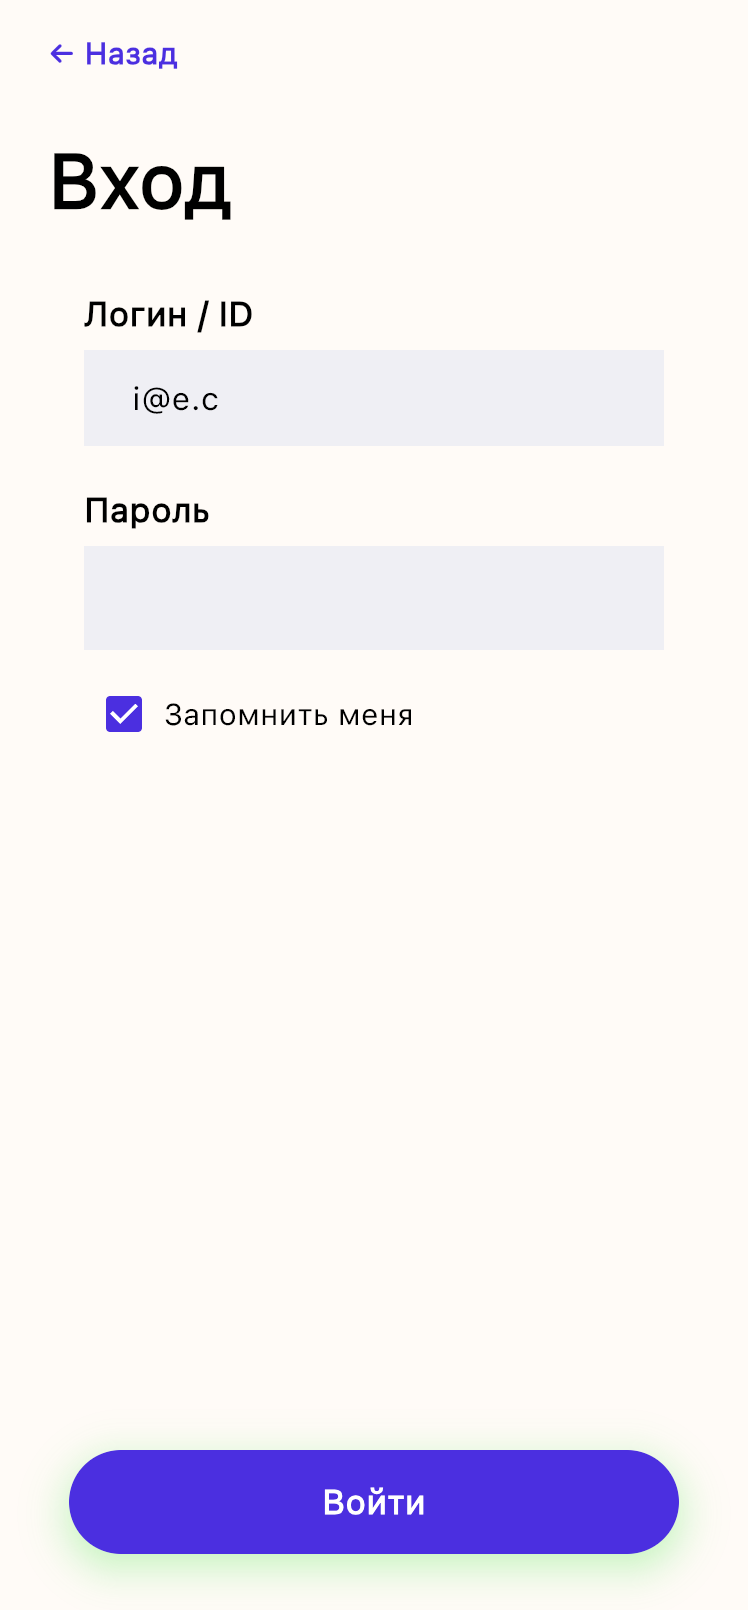 ← Назад
Вход
Логин / ID
i@e.c
Пароль
Запомнить меня
Войти